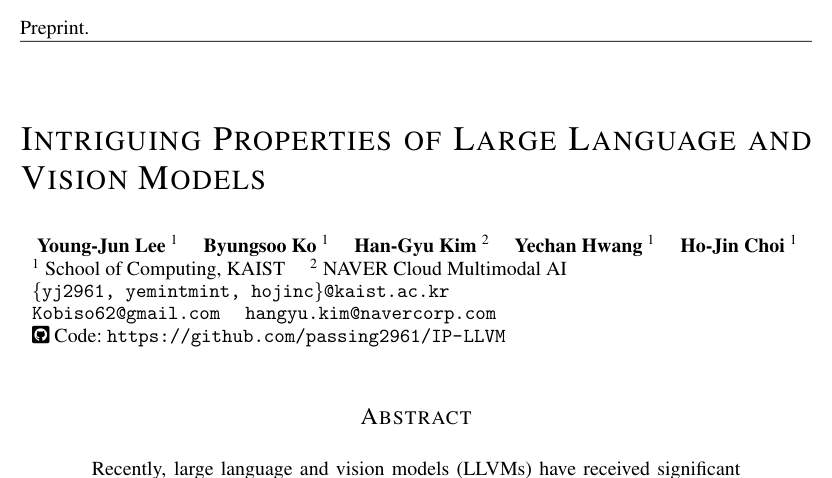 Preprint.
INTRIGUING PROPERTIES OF LARGE LANGUAGE AND
VISION MODELS
Young-Jun Lee 1 Byungsoo Ko 1 Han-Gyu Kim 2 Yechan Hwang 1 Ho-Jin Choi 1
1 School of Computing, KAIST 2 NAVER Cloud Multimodal AI
{yj2961, yemintmint, hojinc}@kaist.ac.kr
Kobiso62@gmail.com hangyu.kim@navercorp.com
Code: https://github.com/passing2961/IP-LLVM
ABSTRACT
Recently, large language and vision models (LLVMs) have received significant